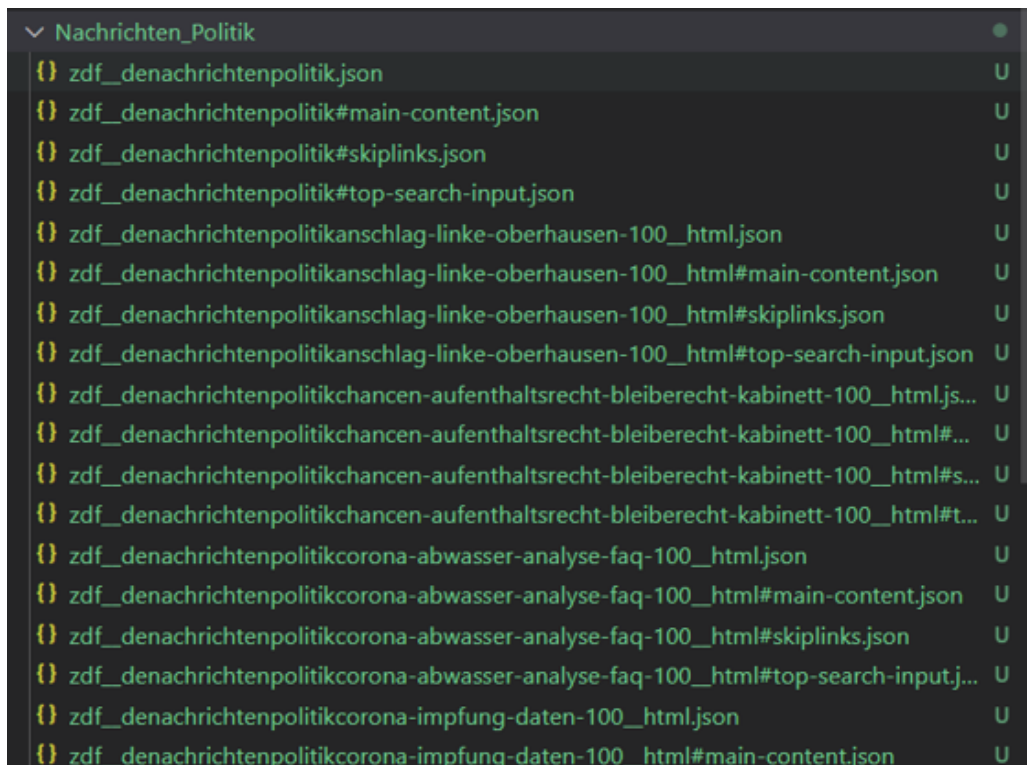 Nachrichten_Politik
{} zdf__denachrichtenpolitik.json U
{} zdf__denachrichtenpolitik#main-content.json U
{} zdf__denachrichtenpolitik#skiplinks.json U
{} zdf__denachrichtenpolitik#top-search-input.json U
{} zdf__denachrichtenpolitikanschlag-linke-oberhausen-100__html.json U
{} zdf__denachrichtenpolitikanschlag-linke-oberhausen-100__html#main-content.json U
{} zdf__denachrichtenpolitikanschlag-linke-oberhausen-100__html#skiplinks.json U
{} zdf__denachrichtenpolitikanschlag-linke-oberhausen-100__html#top-search-input.json U
{} zdf__denachrichtenpolitikchancen-aufenthaltsrecht-bleiberecht-kabinett-100__html.js... U
{} zdf__denachrichtenpolitikchancen-aufenthaltsrecht-bleiberecht-kabinett-100__html#... U
{} zdf__denachrichtenpolitikchancen-aufenthaltsrecht-bleiberecht-kabinett-100__html#s... U
{} zdf__denachrichtenpolitikchancen-aufenthaltsrecht-bleiberecht-kabinett-100__html#t... U
{} zdf__denachrichtenpolitikcorona-abwasser-analyse-faq-100__html.json U
{} zdf__denachrichtenpolitikcorona-abwasser-analyse-faq-100__html#main-content.json U
{} zdf__denachrichtenpolitikcorona-abwasser-analyse-faq-100__html#skiplinks.json U
{} zdf__denachrichtenpolitikcorona-abwasser-analyse-faq-100__html#top-search-input.j... U
{} zdf__denachrichtenpolitikcorona-impfung-daten-100__html.json U
{} zdf__denachrichtenpolitikcorona-impfung-daten-100__html#main-content.json U